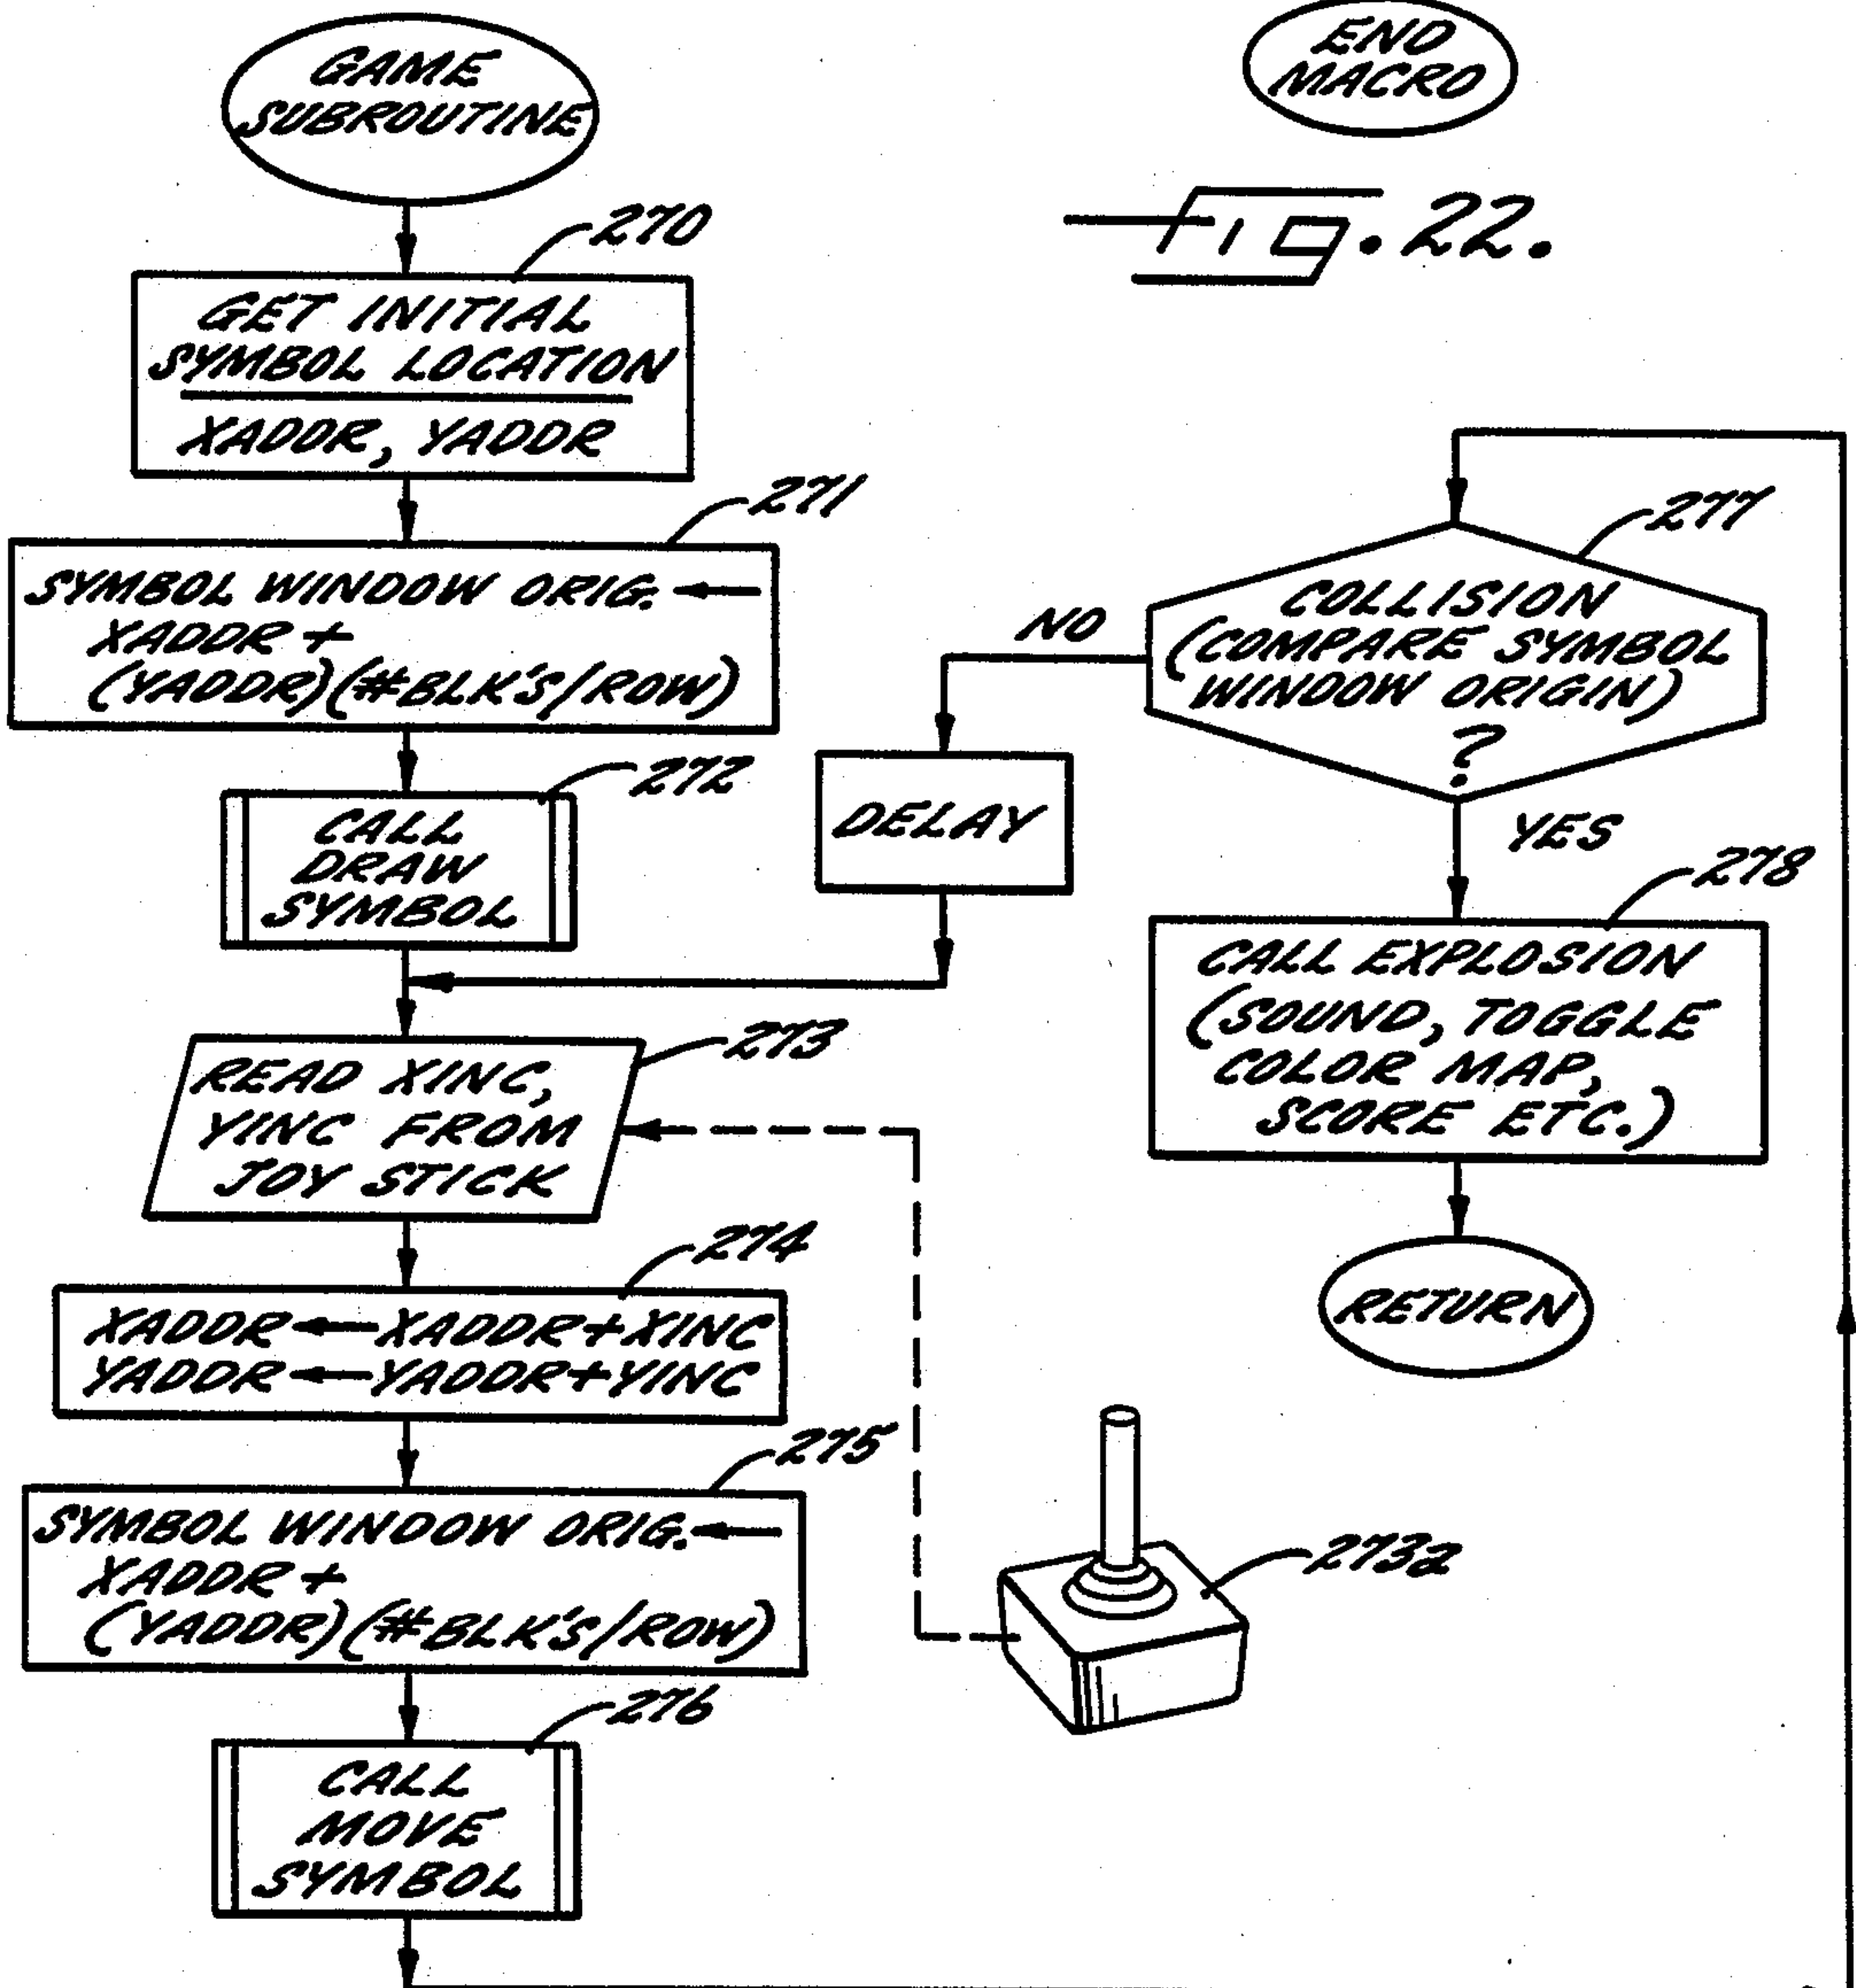 GAME
SUBROUTINE
270
GET INITIAL
SYMBOL LOCATION
XADDR, YADDR
271
SYMBOL WINDOW ORIG. ←
XADDR +
(YADDR)(#BLK'S/ROW)
272
CALL
DRAW
SYMBOL
273
READ XINC,
YINC FROM
JOY STICK
274
XADDR ← XADDR+XINC
YADDR ← YADDR+YINC
275
SYMBOL WINDOW ORIG. ←
XADDR +
(YADDR)(#BLK'S/ROW)
276
CALL
MOVE
SYMBOL
END
MACRO
Fig. 22.
277
COLLISION
(COMPARE SYMBOL
WINDOW ORIGIN)
?
NO
DELAY
YES
278
CALL EXPLOSION
(SOUND, TOGGLE
COLOR MAP,
SCORE ETC.)
RETURN
273a